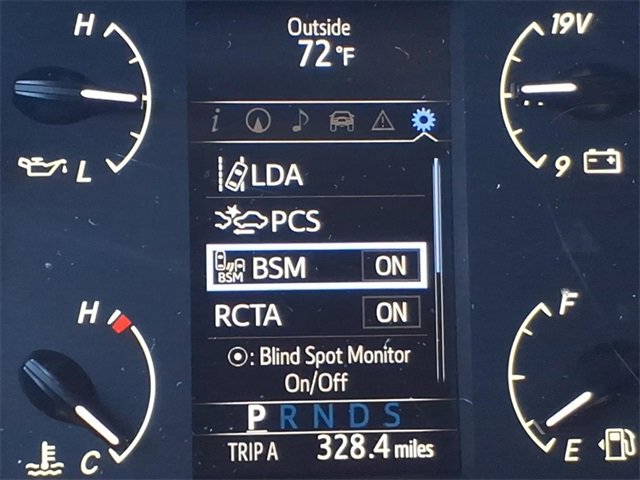 H
Outside
72 °F
19V
i
L
9
LDA
PCS
BSM BSM ON
RCTA ON
: Blind Spot Monitor
On/Off
H
F
P R N D S
C
TRIP A 328.4 miles
E